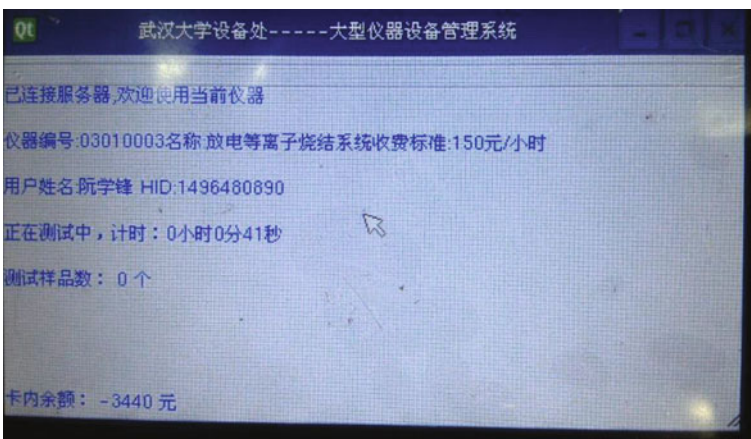 Qt 武汉大学设备处-----大型仪器设备管理系统
已连接服务器,欢迎使用当前仪器
仪器编号:03010003名称:放电等离子烧结系统收费标准:150元/小时
用户姓名:阮学锋 HID:1496480890
正在测试中，计时：0小时0分41秒
测试样品数： 0 个
卡内余额： -3440 元